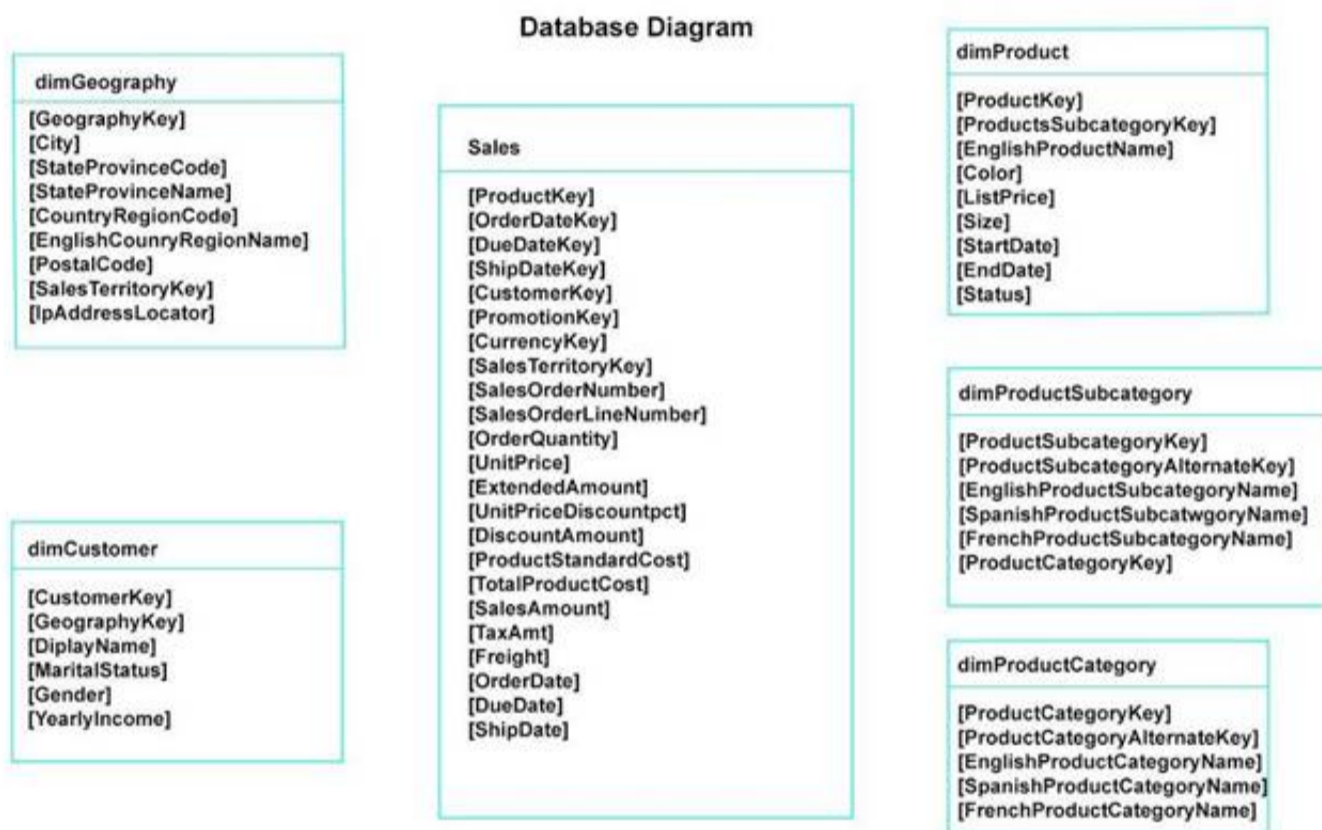 Database Diagram
dimGeography
[GeographyKey]
[City]
[StateProvinceCode]
[StateProvinceName]
[CountryRegionCode]
[EnglishCounryRegionName]
[PostalCode]
[SalesTerritoryKey]
[IpAddressLocator]
dimCustomer
[CustomerKey]
[GeographyKey]
[DiplayName]
[MaritalStatus]
[Gender]
[YearlyIncome]
Sales
[ProductKey]
[OrderDateKey]
[DueDateKey]
[ShipDateKey]
[CustomerKey]
[PromotionKey]
[CurrencyKey]
[SalesTerritoryKey]
[SalesOrderNumber]
[SalesOrderLineNumber]
[OrderQuantity]
[UnitPrice]
[ExtendedAmount]
[UnitPriceDiscountpct]
[DiscountAmount]
[ProductStandardCost]
[TotalProductCost]
[SalesAmount]
[TaxAmt]
[Freight]
[OrderDate]
[DueDate]
[ShipDate]
dimProduct
[ProductKey]
[ProductsSubcategoryKey]
[EnglishProductName]
[Color]
[ListPrice]
[Size]
[StartDate]
[EndDate]
[Status]
dimProductSubcategory
[ProductSubcategoryKey]
[ProductSubcategoryAlternateKey]
[EnglishProductSubcategoryName]
[SpanishProductSubcatwgoryName]
[FrenchProductSubcategoryName]
[ProductCategoryKey]
dimProductCategory
[ProductCategoryKey]
[ProductCategoryAlternateKey]
[EnglishProductCategoryName]
[SpanishProductCategoryName]
[FrenchProductCategoryName]